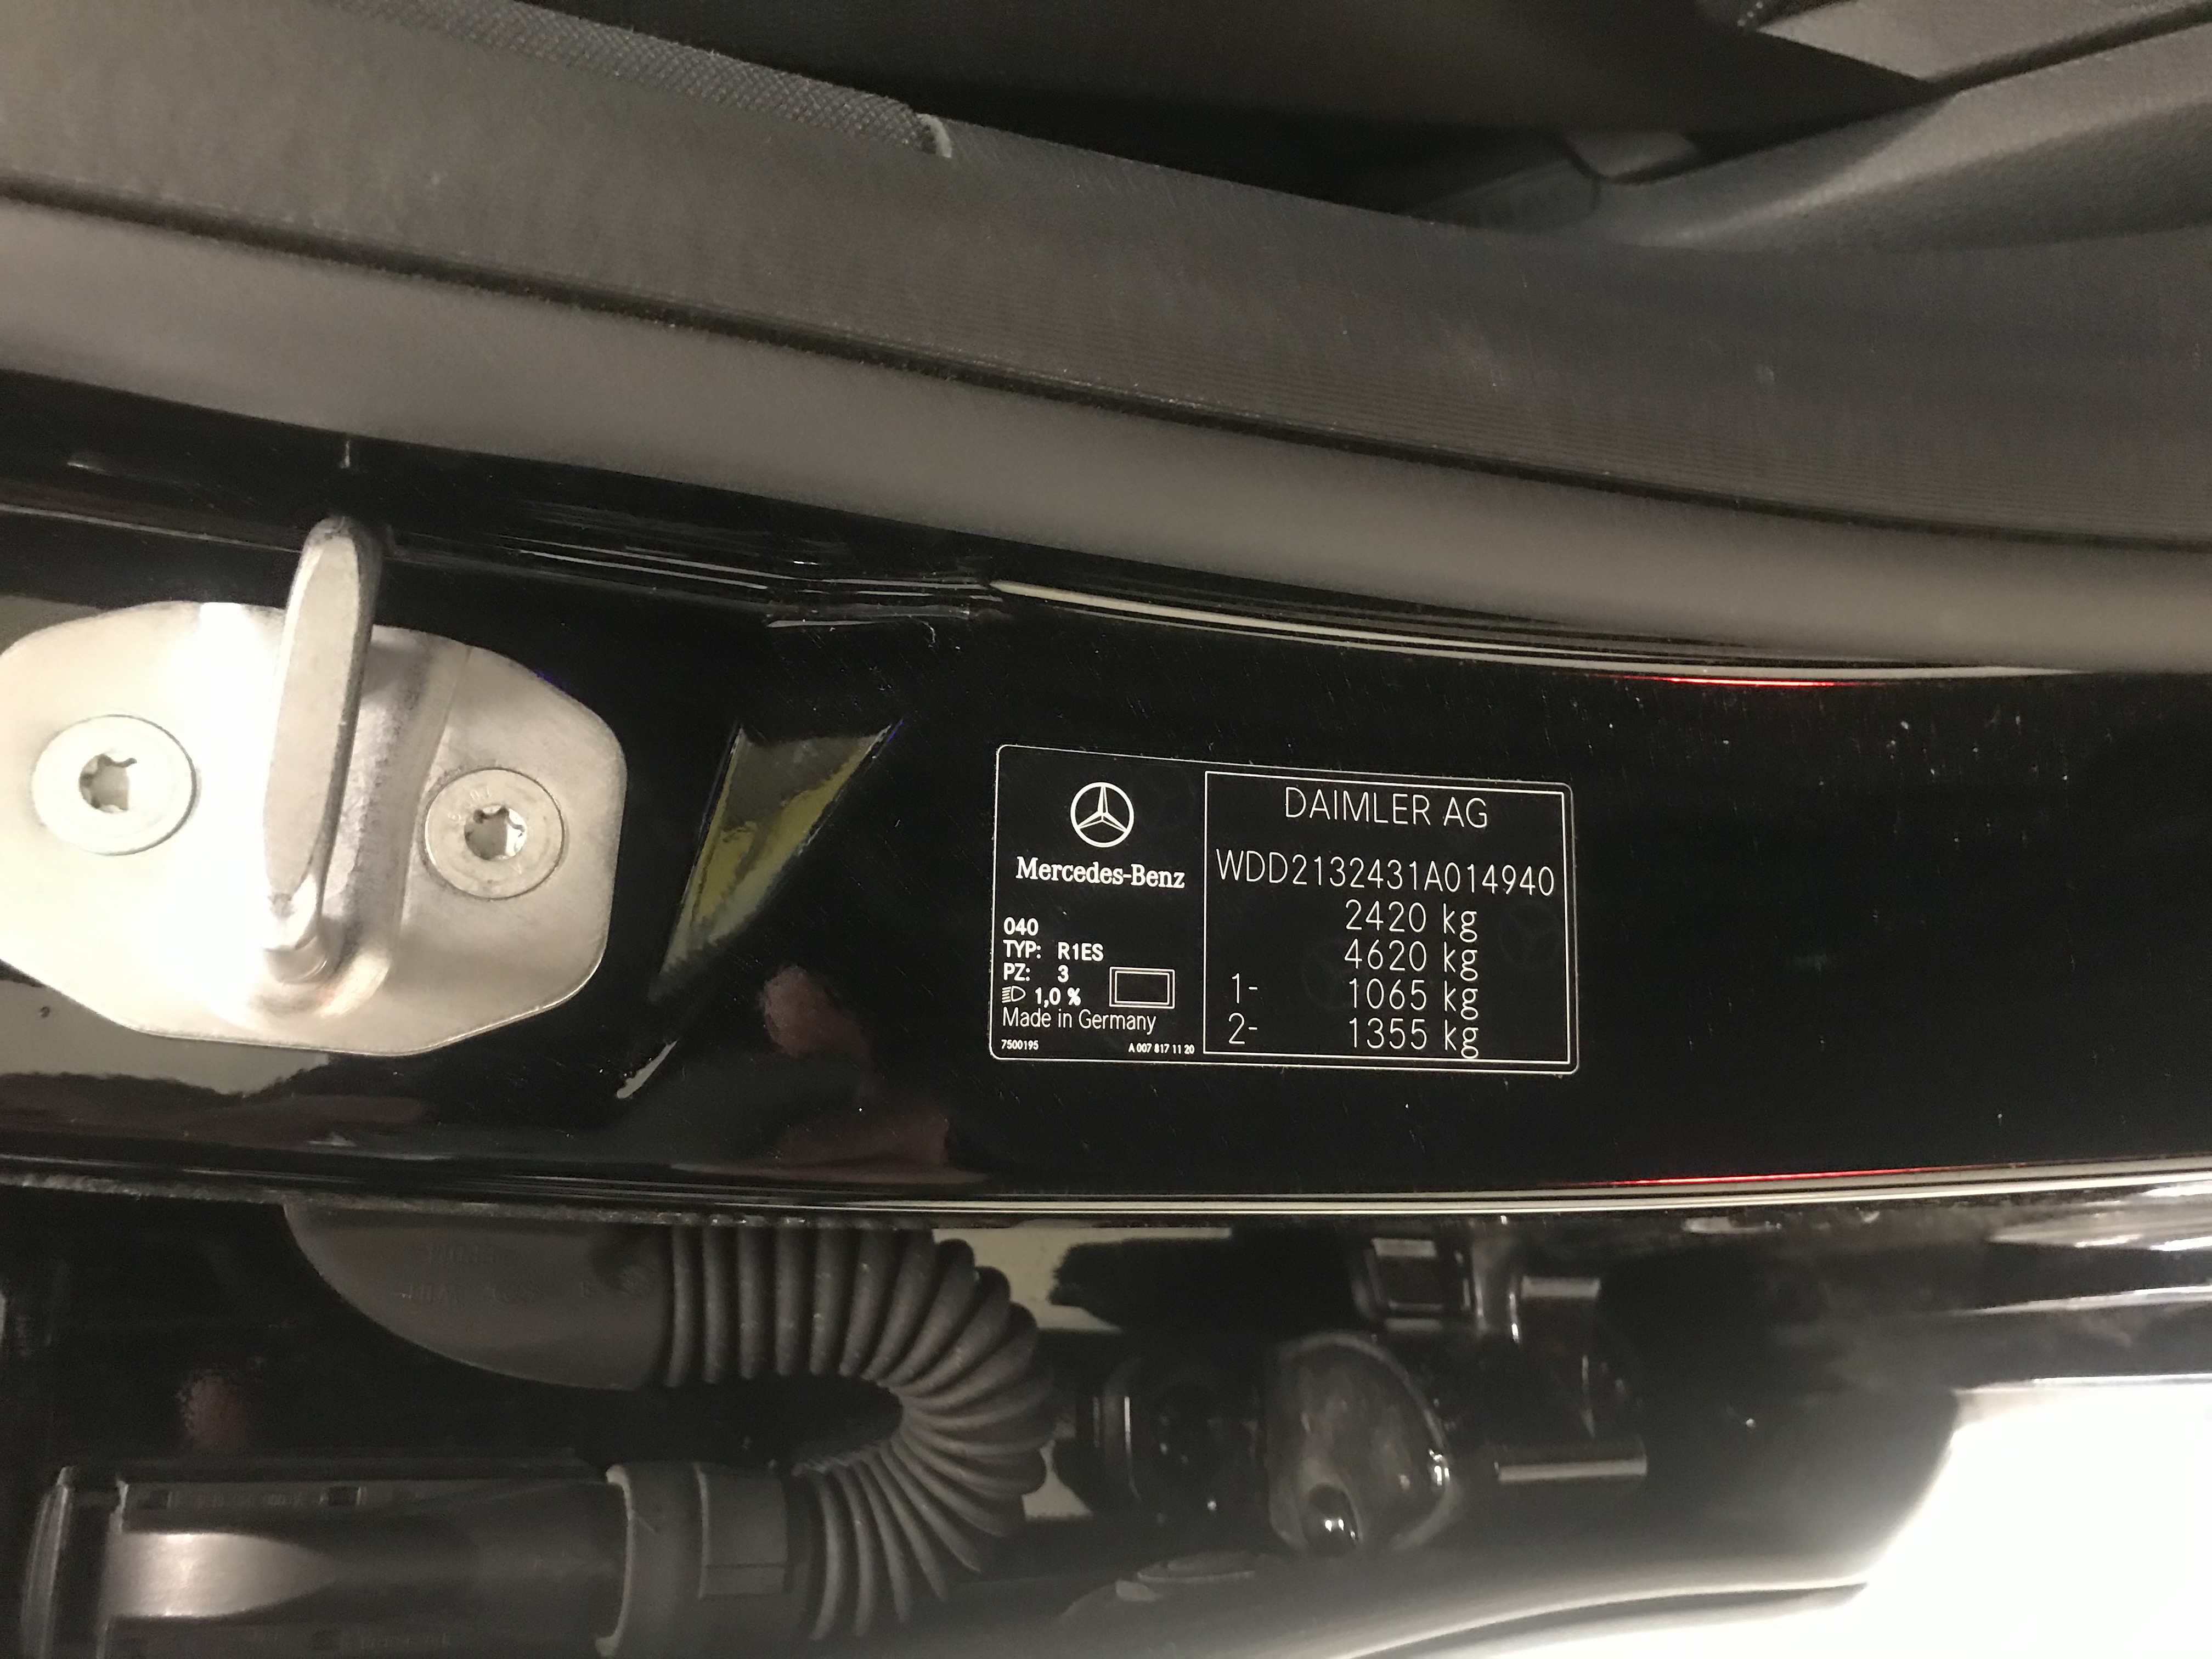 Mercedes-Benz
040
TYP: R1ES
PZ: 3
1,0 %
Made in Germany
7500195
A 007 817 11 20
DAIMLER AG
WDD2132431A014940
2420 kg
4620 kg
1- 1065 kg
2- 1355 kg